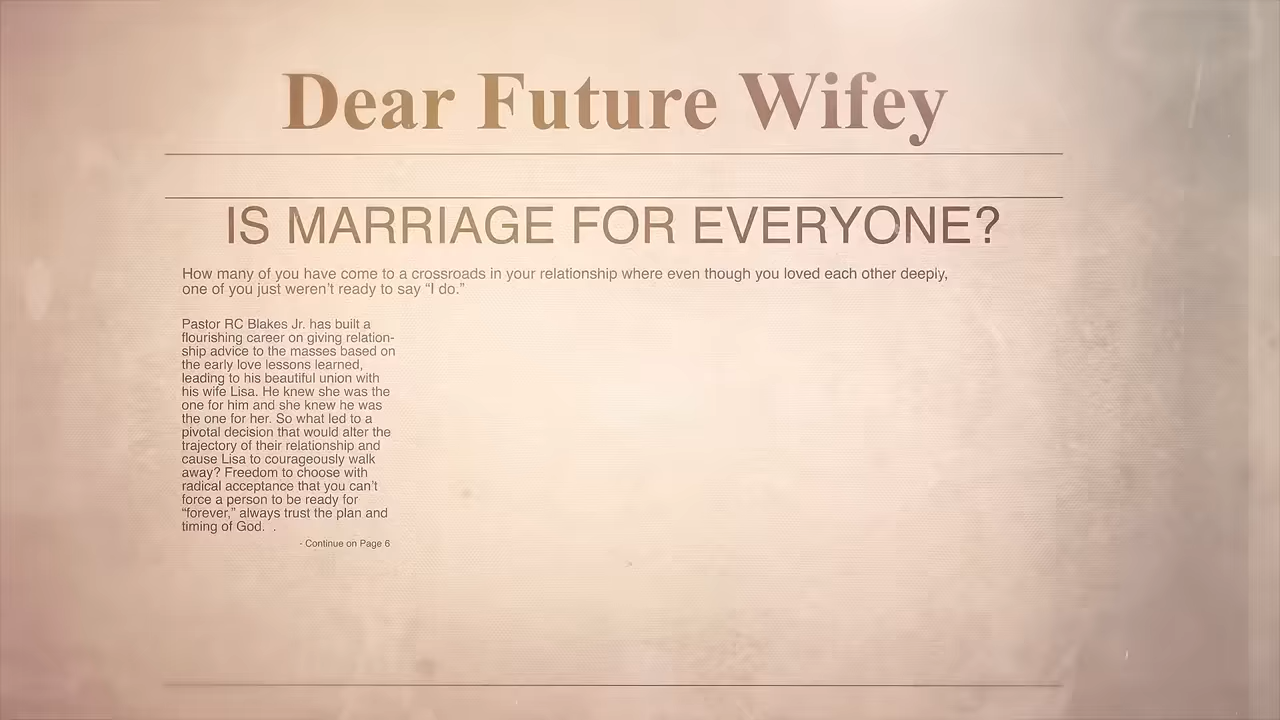 Dear Future Wifey
IS MARRIAGE FOR EVERYONE?
How many of you have come to a crossroads in your relationship where even though you loved each other deeply,
one of you just weren't ready to say “I do.”
Pastor RC Blakes Jr. has built a
flourishing career on giving relation-
ship advice to the masses based on
the early love lessons learned,
leading to his beautiful union with
his wife Lisa. He knew she was the
one for him and she knew he was
the one for her. So what led to a
pivotal decision that would alter the
trajectory of their relationship and
cause Lisa to courageously walk
away? Freedom to choose with
radical acceptance that you can't
force a person to be ready for
“forever,” always trust the plan and
timing of God. .
- Continue on Page 6